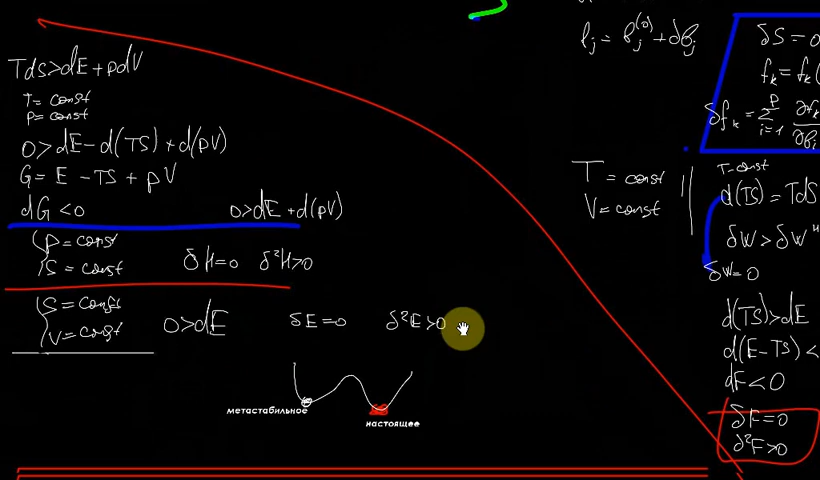 Tds>dE+pdV
T=const
P=const
0>dE-d(TS)+d(pV)
G=E-TS+pV
dG<0 0>dE+d(pV)
P=const
S=const δH=0 δ²H>0
S=const
V=const 0>dE δE=0 δ²E>0
метастабильное
настоящее
T=const
V=const
δS=0
T=const
d(TS)=TdS
δW>δW
δW=0
d(TS)>dE
d(E-TS)<
dF<0
δF=0
δ²F>0